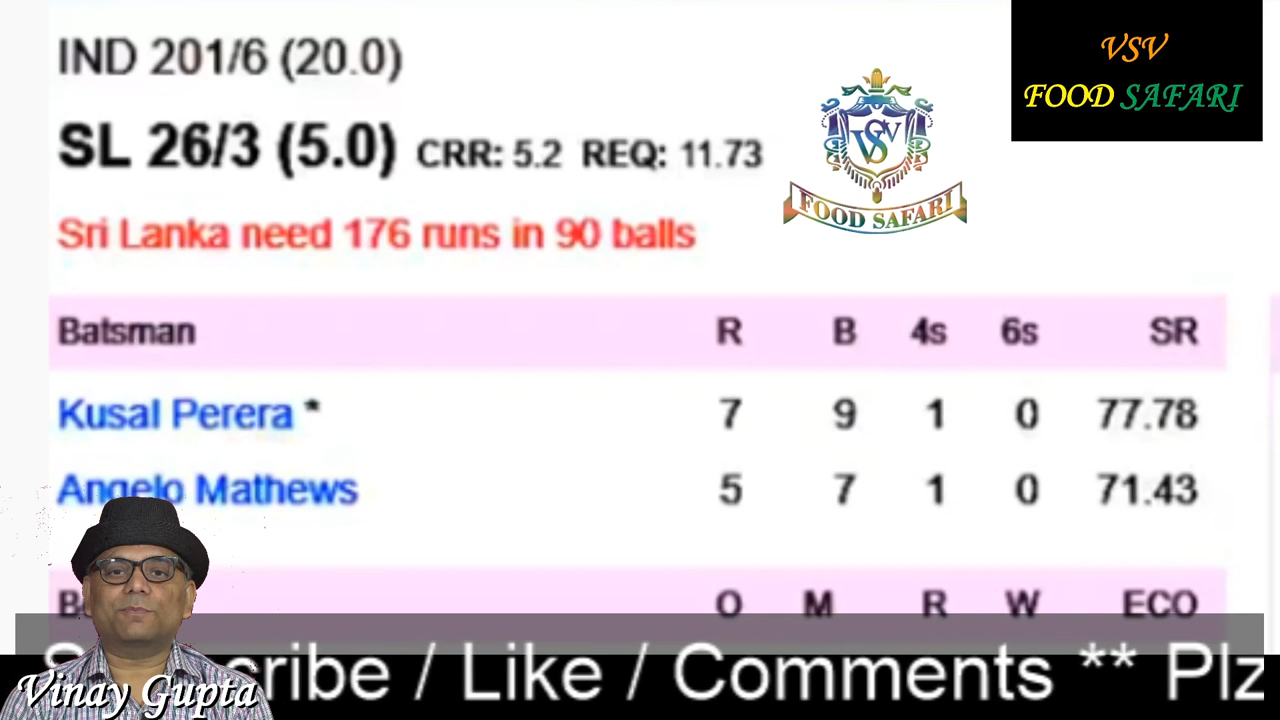 IND 201/6 (20.0)
SL 26/3 (5.0) CRR: 5.2 REQ: 11.73
Sri Lanka need 176 runs in 90 balls
VSV
FOOD SAFARI
VSV
FOOD SAFARI
Batsman R B 4s 6s SR
Kusal Perera * 7 9 1 0 77.78
Angelo Mathews 5 7 1 0 71.43
O M R W ECO
/ Like / Comments ** Plz
Vinay Gupta